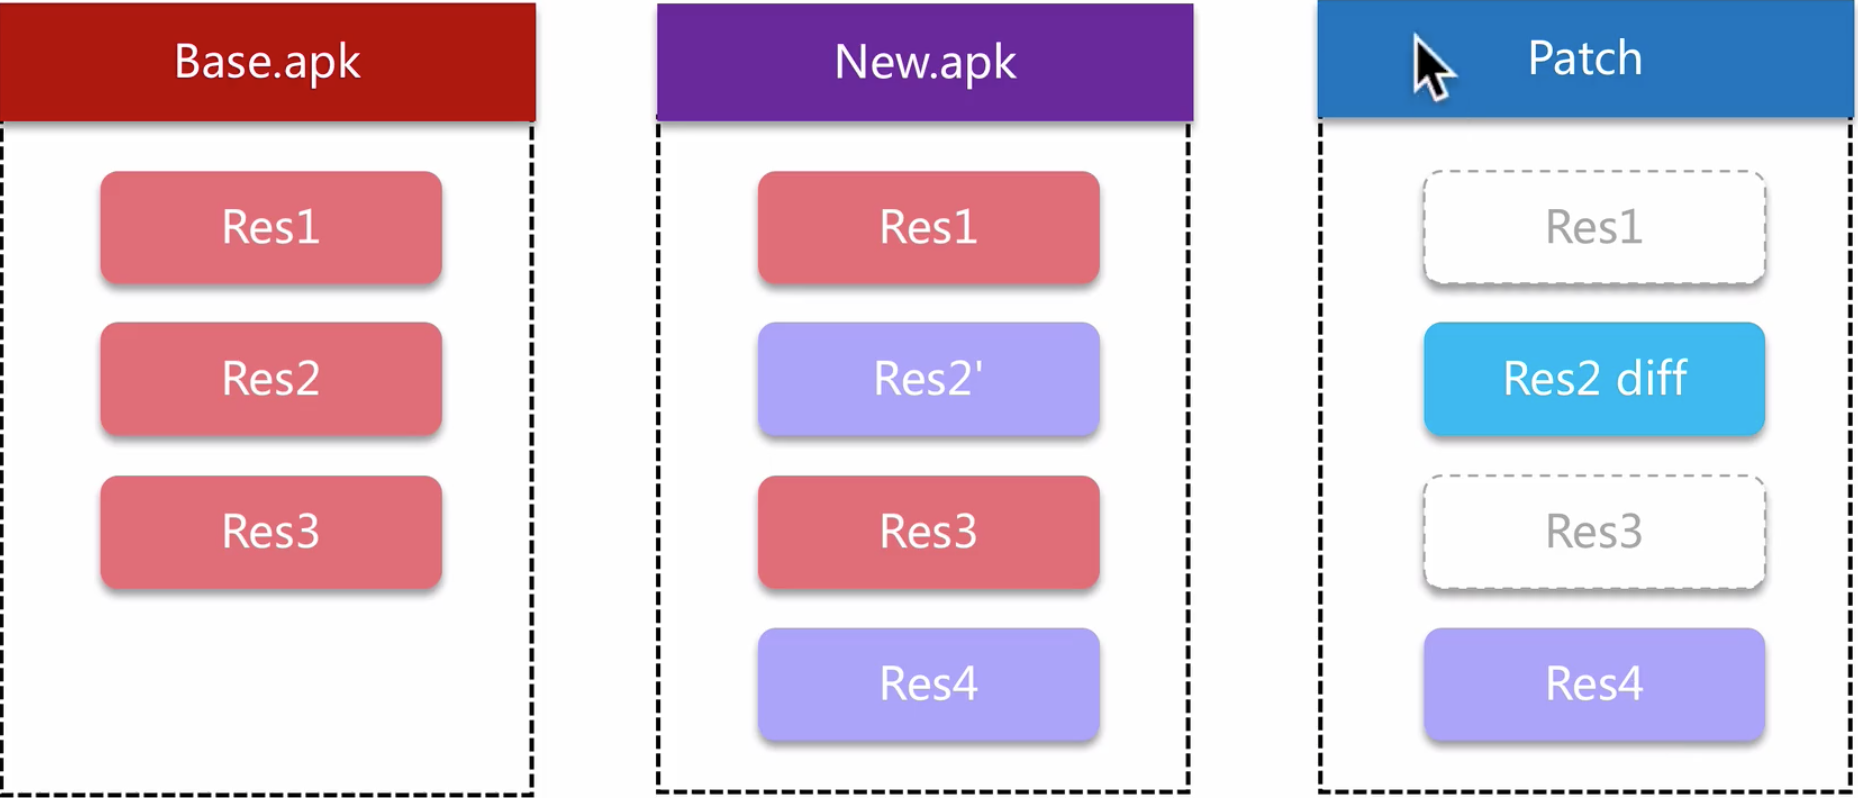 Base.apk
Res1
Res2
Res3
New.apk
Res1
Res2'
Res3
Res4
Patch
Res1
Res2 diff
Res3
Res4